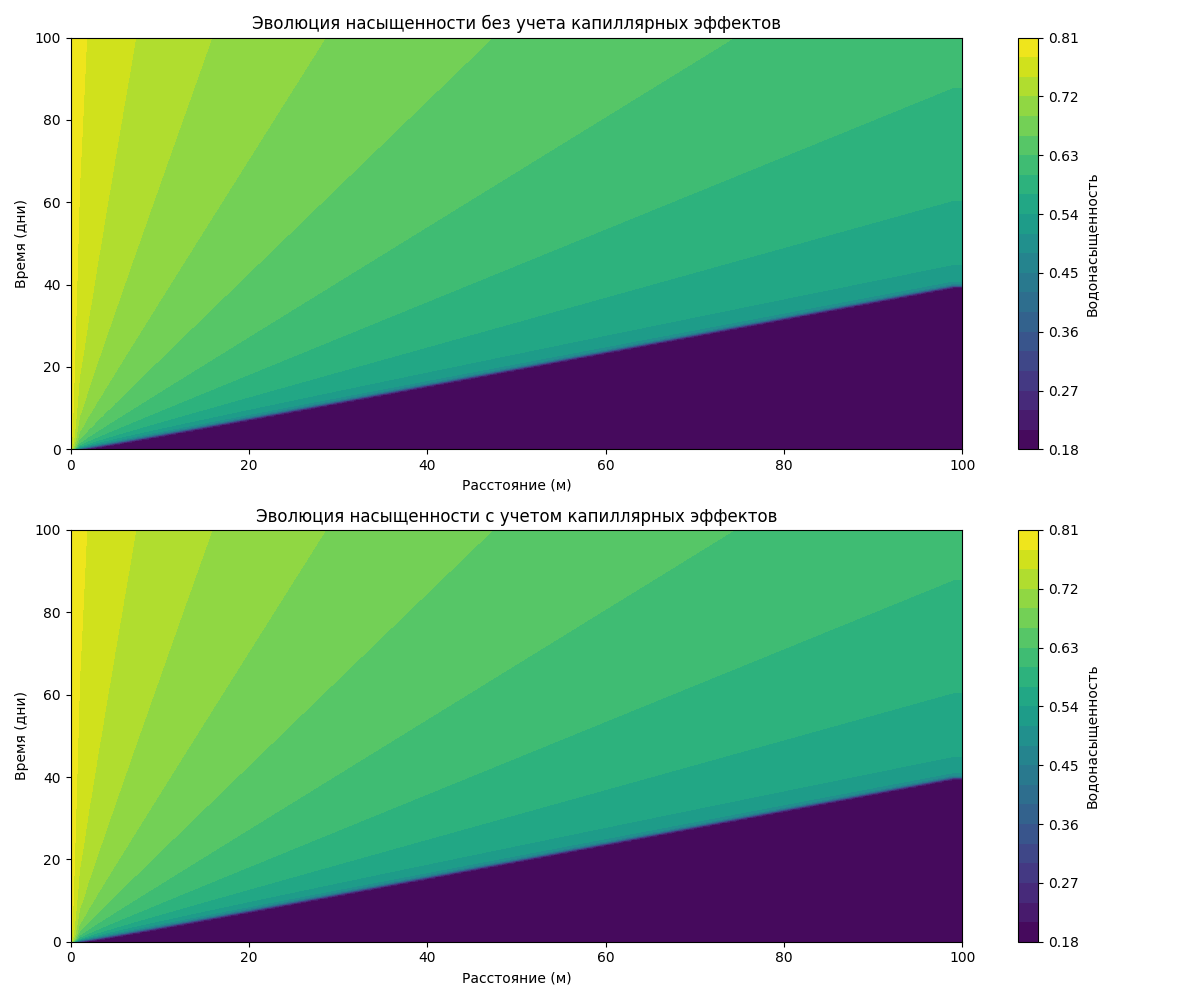 Эволюция насыщенности без учета капиллярных эффектов
100
80
60
40
20
0
Время (дни)
0 20 40 60 80 100
Расстояние (м)
0.81
0.72
0.63
0.54
0.45
0.36
0.27
0.18
Водонасыщенность
Эволюция насыщенности с учетом капиллярных эффектов
100
80
60
40
20
0
Время (дни)
0 20 40 60 80 100
Расстояние (м)
0.81
0.72
0.63
0.54
0.45
0.36
0.27
0.18
Водонасыщенность